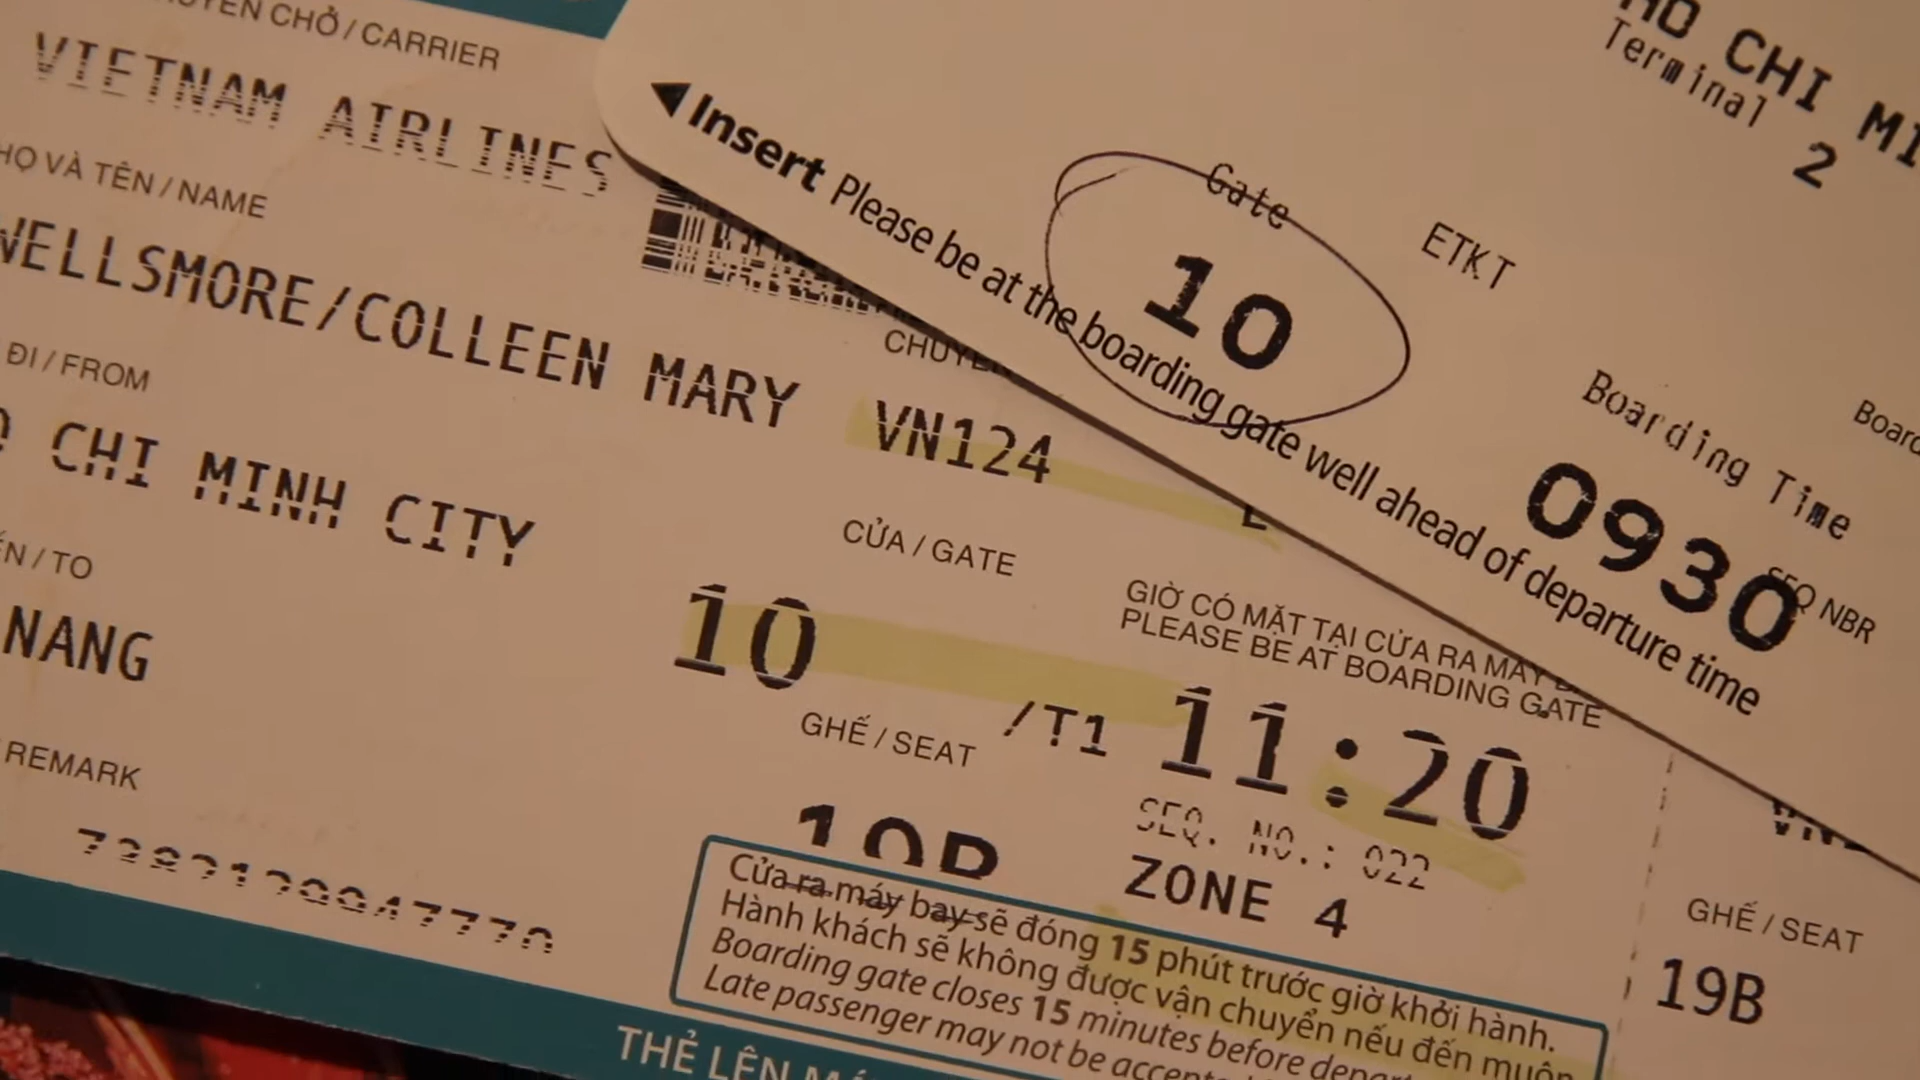 CHỞ / CARRIER
VIETNAM AIRLINES
HỌ VÀ TÊN / NAME
WELLSMORE/COLLEEN MARY
ĐI / FROM
CHI MINH CITY
/ TO
NANG
REMARK
VN124
CỬA / GATE
10
/T1
GIỜ CÓ MẶT TẠI CỬA RA MÁY
PLEASE BE AT BOARDING GATE
11:20
GHẾ / SEAT
SEQ. NO.: 022
ZONE 4
Cửa ra máy bay sẽ đóng 15 phút trước giờ khởi hành.
Hành khách sẽ không được vận chuyển nếu đến muộn
Boarding gate closes 15 minutes before
Late passenger may not be
THẺ LÊN
GHẾ / SEAT
19B
HO CHI
Terminal
2
Insert Please be at the boarding gate well ahead of departure time
Gate
10
ETKT
Boarding Time
0930
SEQ NBR